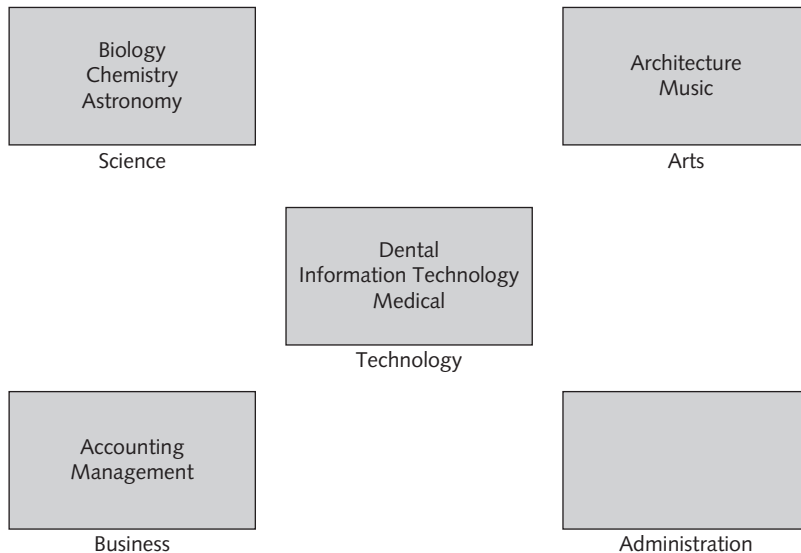 Biology
Chemistry
Astronomy
Science
Architecture
Music
Arts
Dental
Information Technology
Medical
Technology
Accounting
Management
Business
Administration